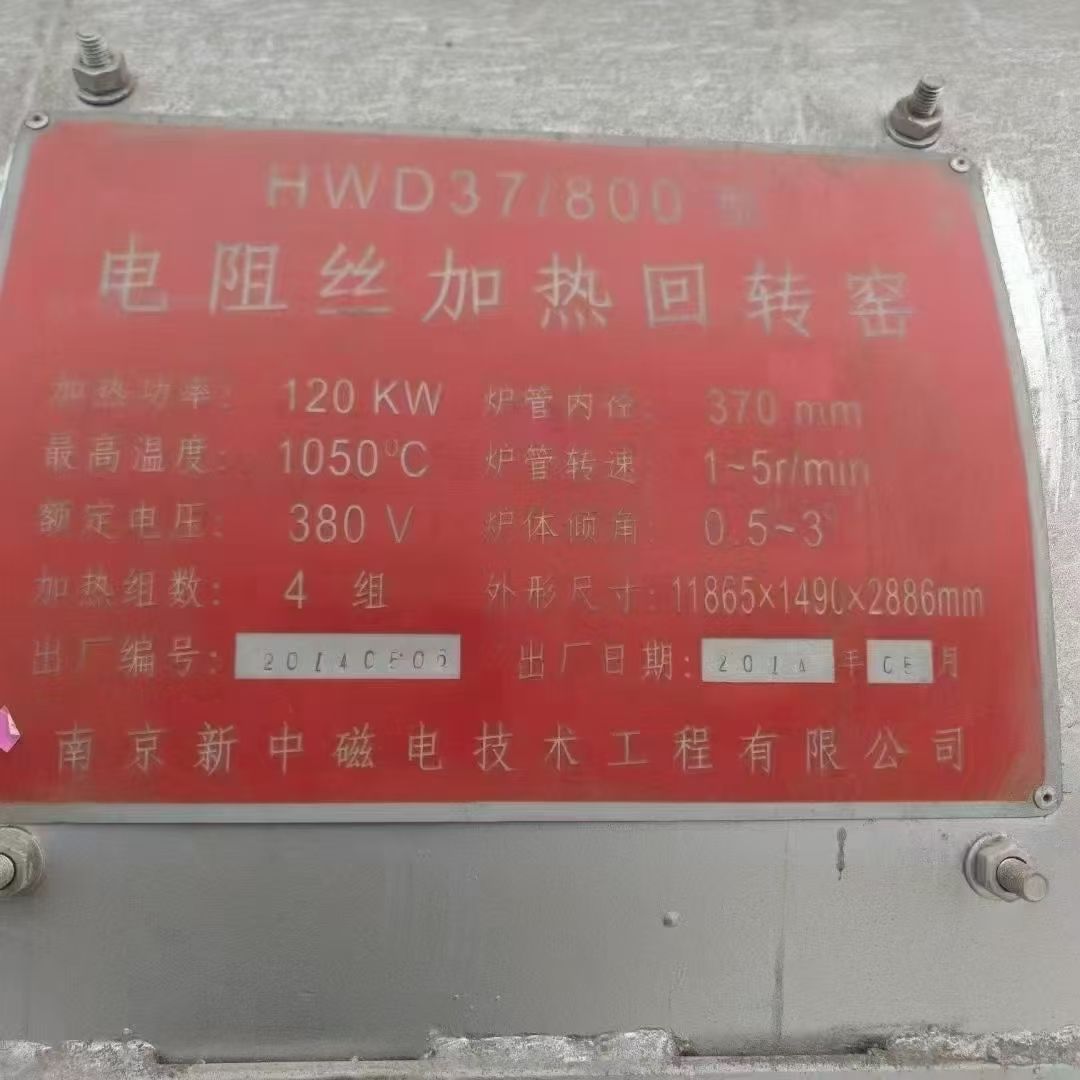 HWD37/800 型
电阻丝加热回转窑
加热功率: 120 KW 炉管内径: 370 mm
最高温度: 1050℃ 炉管转速 1~5r/min
额定电压: 380 V 炉体倾角: 0.5~3°
加热组数: 4 组 外形尺寸: 11865×1490×2886mm
出厂编号: 出厂日期: 2014 年 月
南京新中磁电技术工程有限公司